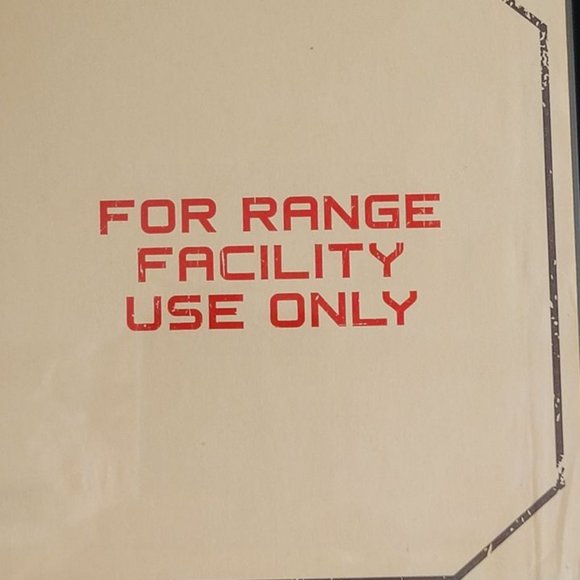 FOR RANGE
FACILITY
USE ONLY